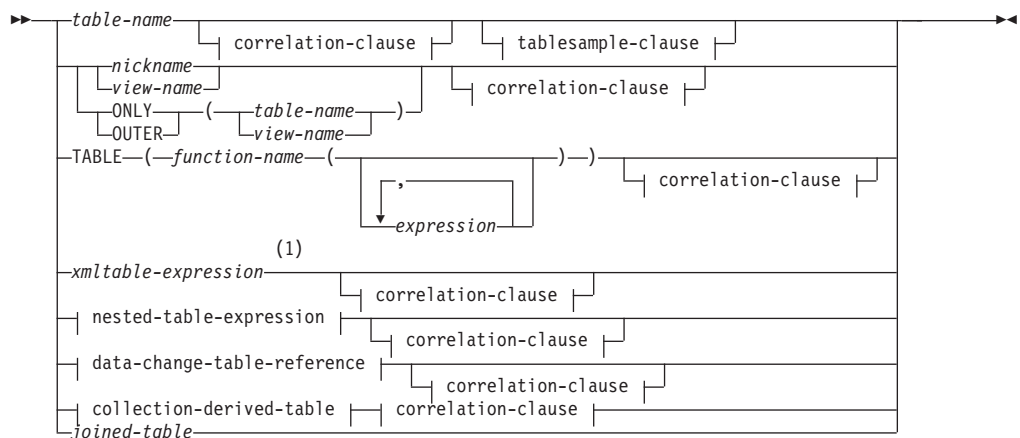 table-name
correlation-clause tablesample-clause
nickname
view-name correlation-clause
ONLY ( table-name )
OUTER view-name
TABLE ( function-name ( ) )
, correlation-clause
expression
(1)
xmltable-expression
correlation-clause
nested-table-expression
correlation-clause
data-change-table-reference
correlation-clause
collection-derived-table correlation-clause
joined-table